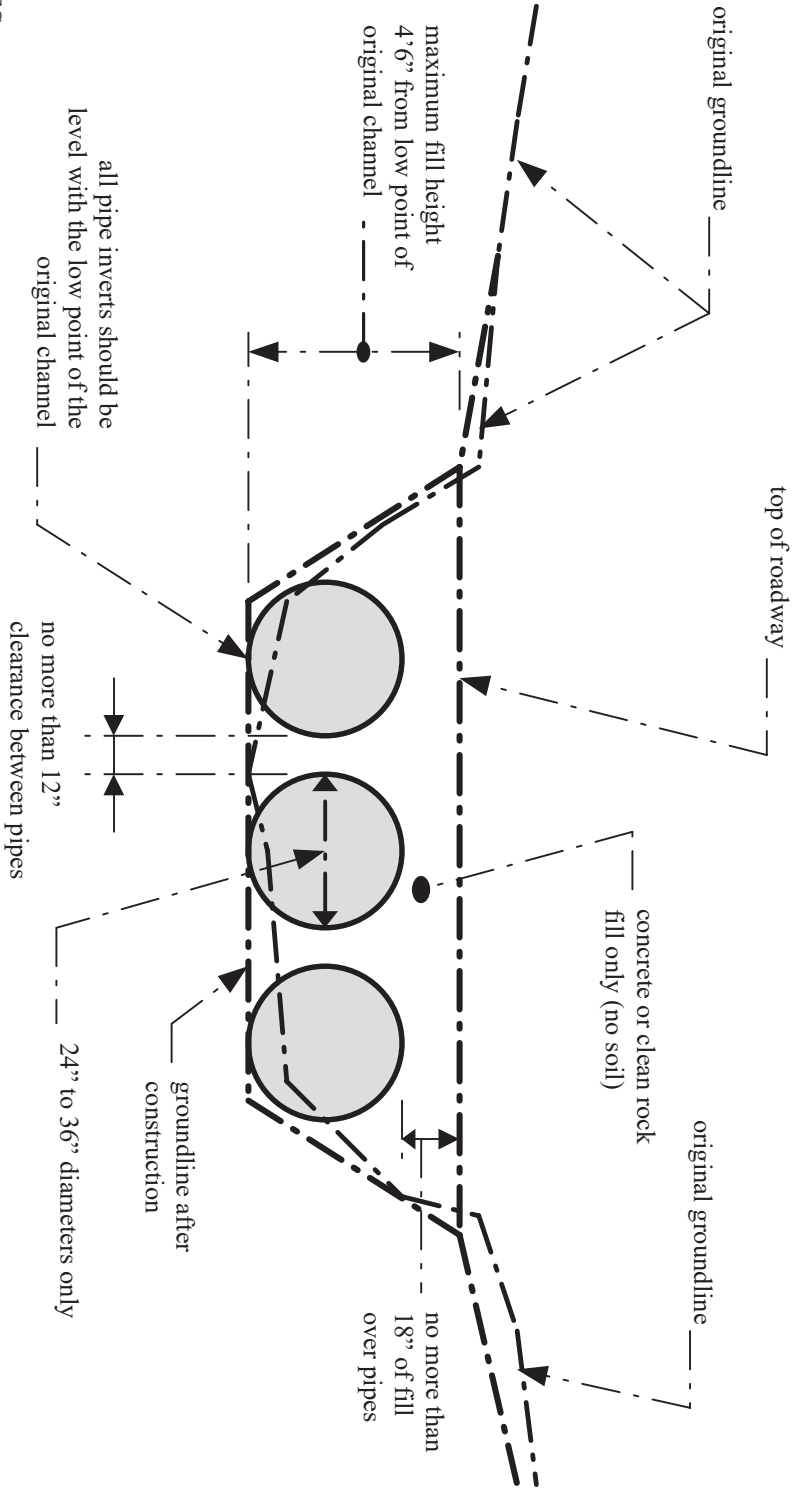 original groundline
top of roadway
concrete or clean rock
fill only (no soil)
original groundline
maximum fill height
4’6” from low point of
original channel
no more than
18” of fill
over pipes
all pipe inverts should be
level with the low point of the
original channel
no more than 12”
clearance between pipes
groundline after
construction
24” to 36” diameters only